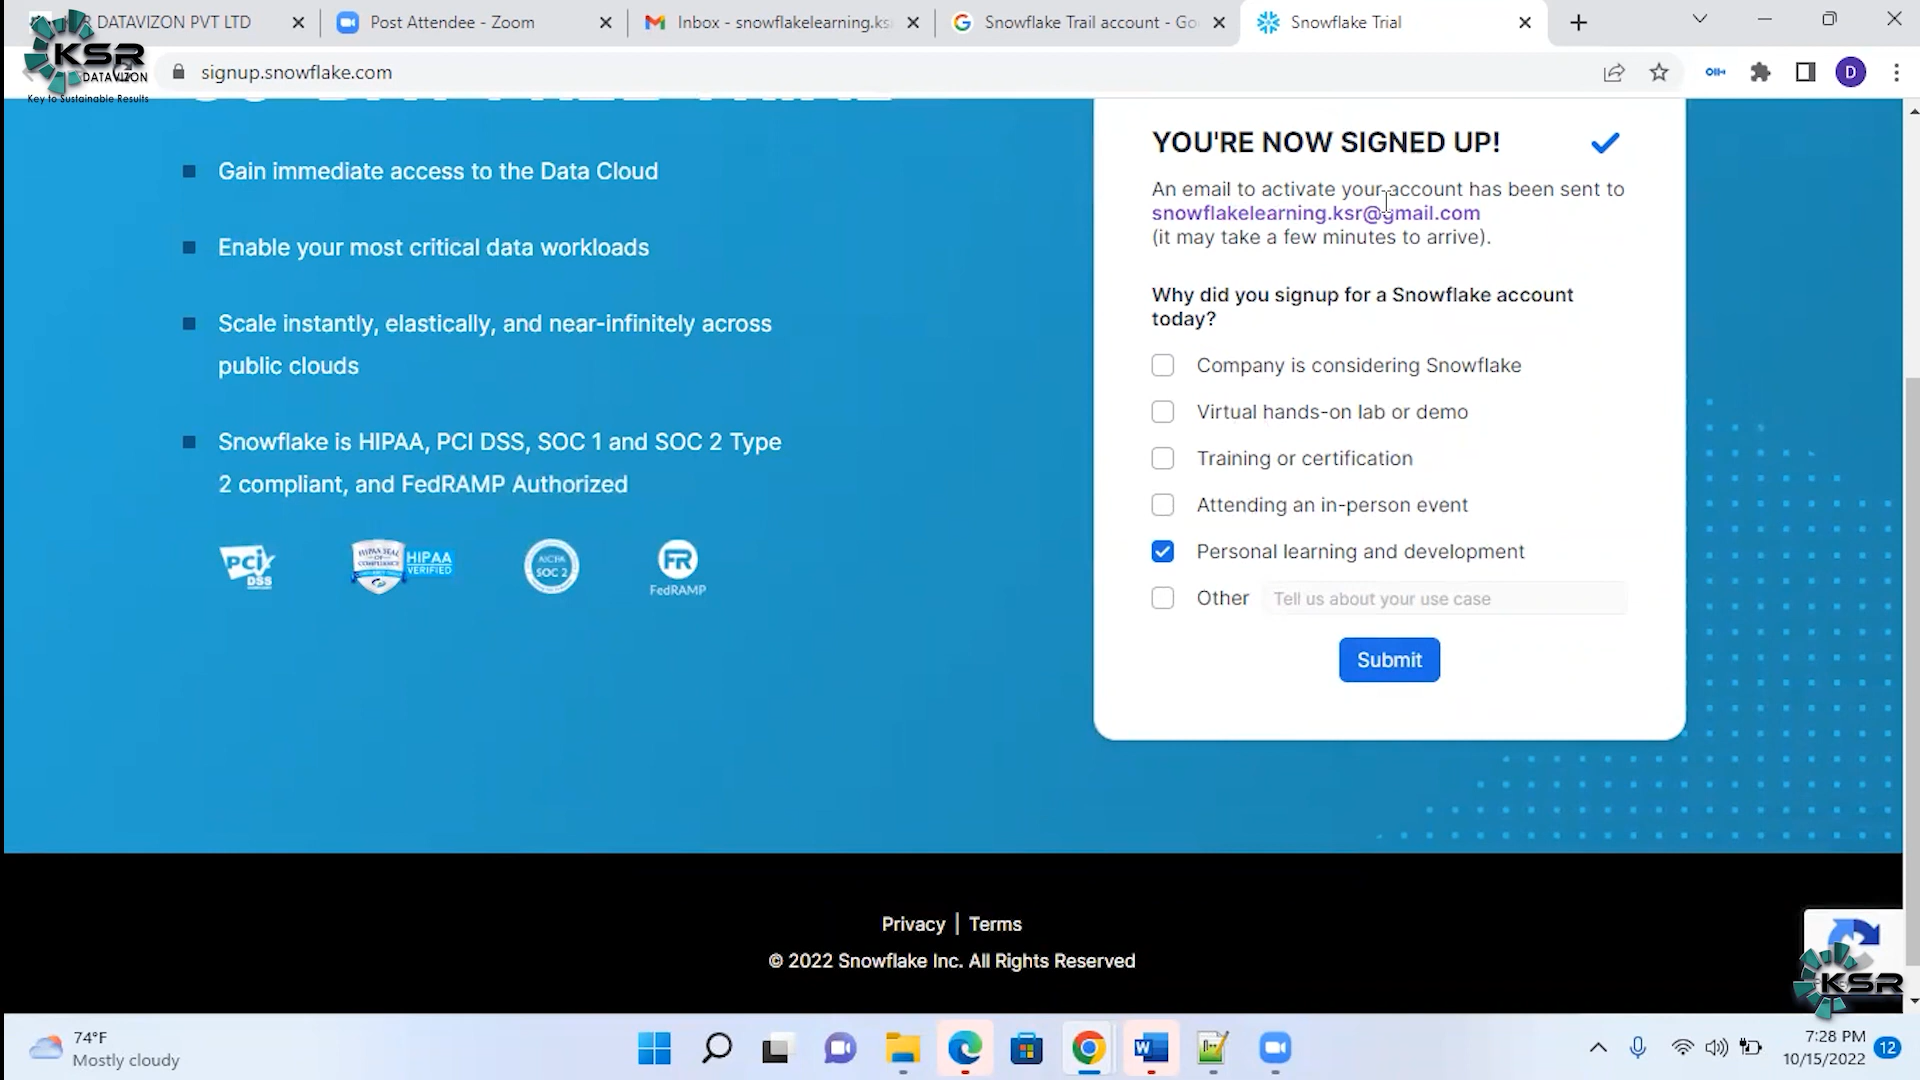 DATAVIZON PVT LTD
Post Attendee - Zoom
Inbox - snowflakelearning.ks
Snowflake Trail account - Go
Snowflake Trial
KSR
DATAVIZON
Key to Sustainable Results
signup.snowflake.com
D
Gain immediate access to the Data Cloud
Enable your most critical data workloads
Scale instantly, elastically, and near-infinitely across
public clouds
Snowflake is HIPAA, PCI DSS, SOC 1 and SOC 2 Type
2 compliant, and FedRAMP Authorized
PCI
DSS
HIPAA SEAL
OF
COMPLIANCE
HIPAA
VERIFIED
AICPA
SOC 2
FR
FedRAMP
YOU'RE NOW SIGNED UP!
An email to activate your account has been sent to
snowflakelearning.ksr@gmail.com
(it may take a few minutes to arrive).
Why did you signup for a Snowflake account
today?
Company is considering Snowflake
Virtual hands-on lab or demo
Training or certification
Attending an in-person event
Personal learning and development
Other
Tell us about your use case
Submit
Privacy | Terms
© 2022 Snowflake Inc. All Rights Reserved
KSR
74°F
Mostly cloudy
7:28 PM
10/15/2022
12